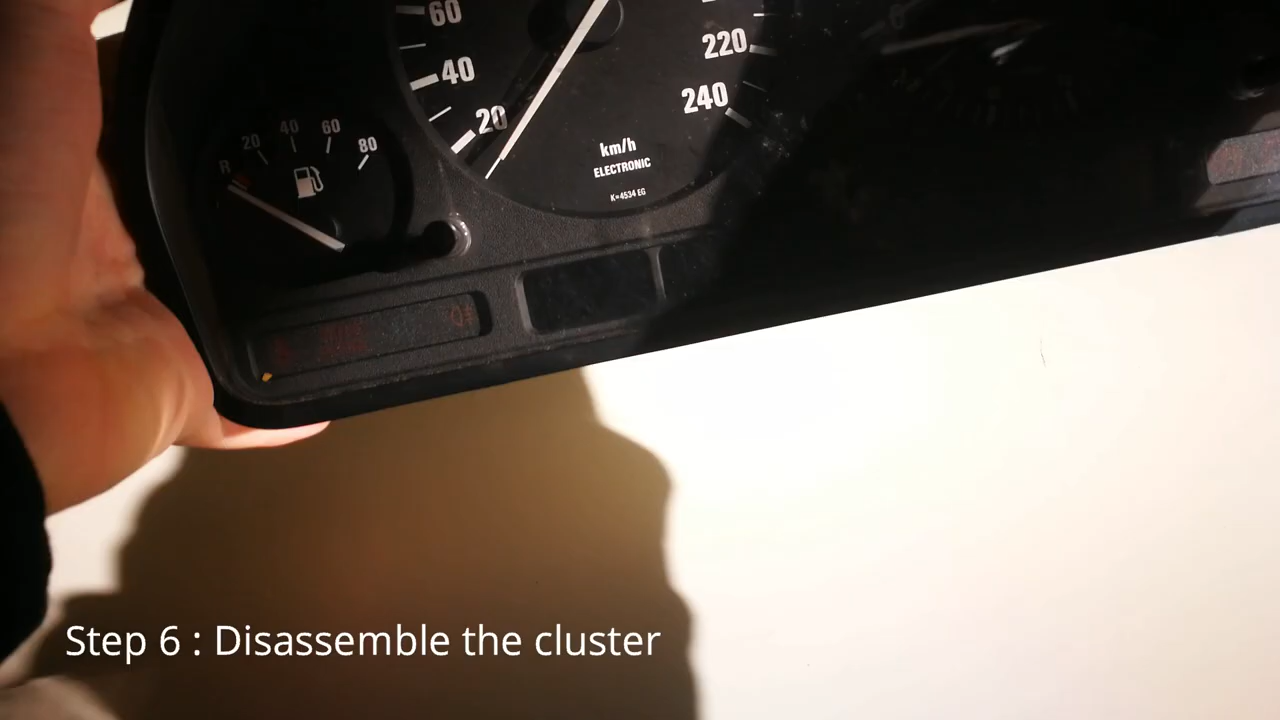 60
40
20
220
240
km/h
ELECTRONIC
K=4534 EG
R
20
40
60
80
Step 6 : Disassemble the cluster